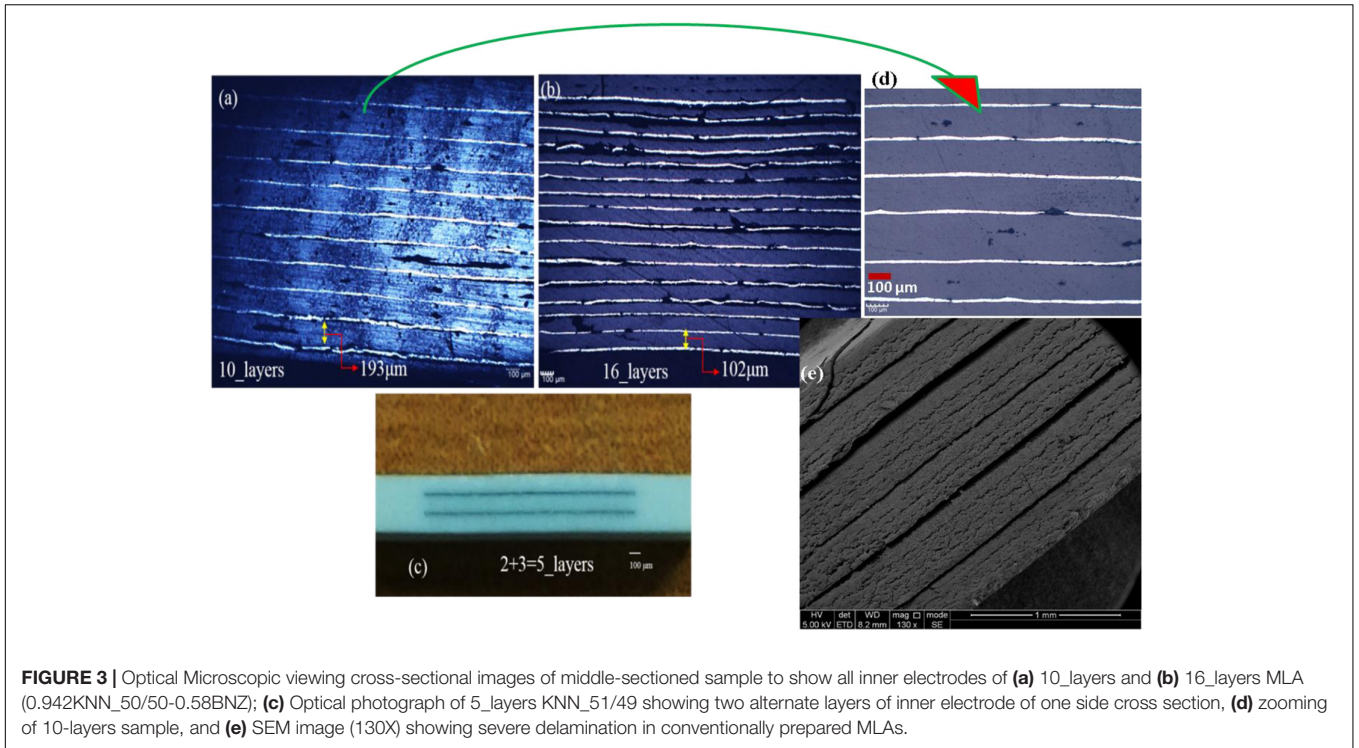 (a)
10_layers
193µm
100 µm
(b)
16_layers
102µm
100 µm
(d)
100 µm
100 µm
(c)
2+3=5_layers
100 µm
(e)
HV det WD mag □ mode
5.00 kV ETD 8.2 mm 130 x SE
1 mm
FIGURE 3 | Optical Microscopic viewing cross-sectional images of middle-sectioned sample to show all inner electrodes of (a) 10_layers and (b) 16_layers MLA
(0.942KNN_50/50-0.58BNZ); (c) Optical photograph of 5_layers KNN_51/49 showing two alternate layers of inner electrode of one side cross section, (d) zooming
of 10-layers sample, and (e) SEM image (130X) showing severe delamination in conventionally prepared MLAs.